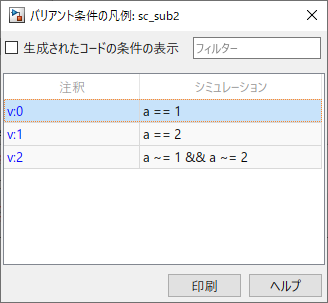 バリアント条件の凡例: sc_sub2
生成されたコードの条件の表示
フィルター
注釈 シミュレーション
v:0 a == 1
v:1 a == 2
v:2 a ~= 1 && a ~= 2
印刷 ヘルプ